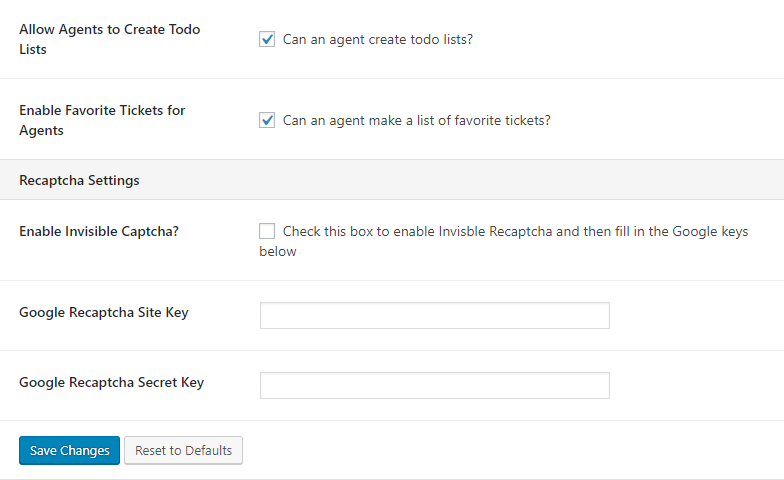 Allow Agents to Create Todo
Lists
Can an agent create todo lists?
Enable Favorite Tickets for
Agents
Can an agent make a list of favorite tickets?
Recaptcha Settings
Enable Invisible Captcha?
Check this box to enable Invisble Recaptcha and then fill in the Google keys
below
Google Recaptcha Site Key
Google Recaptcha Secret Key
Save Changes
Reset to Defaults